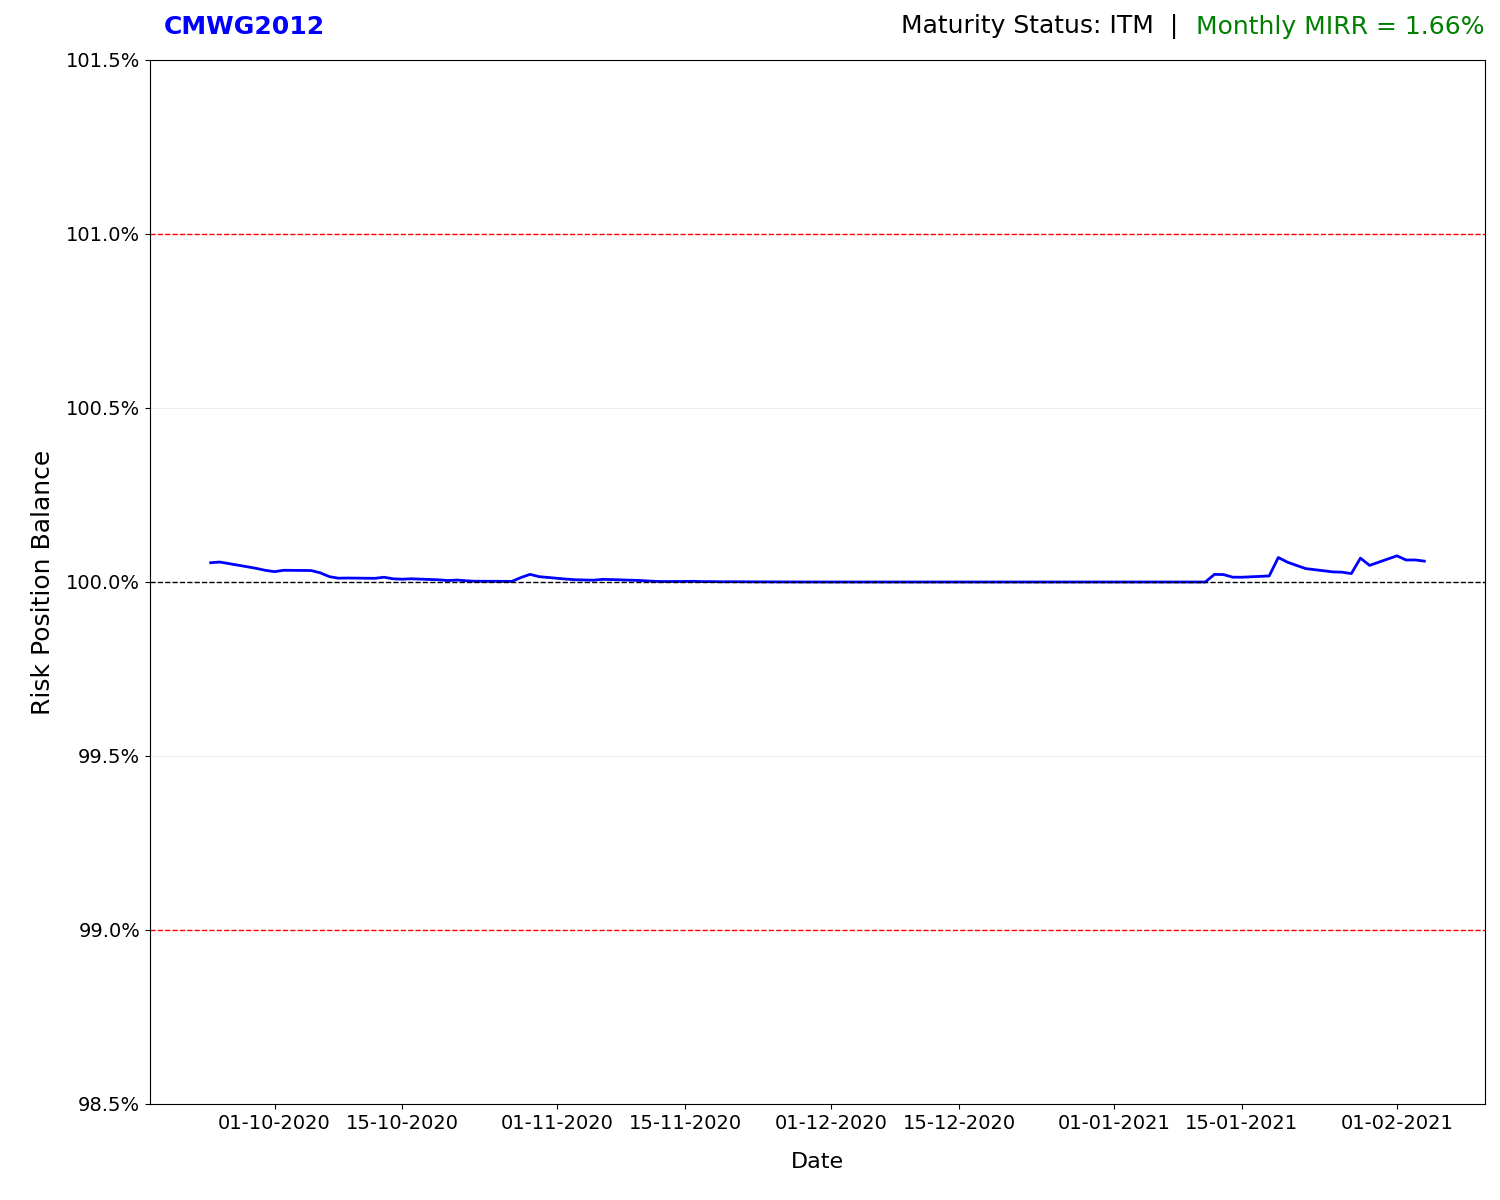 CMWG2012
Maturity Status: ITM | Monthly MIRR = 1.66%
101.5%
101.0%
100.5%
100.0%
99.5%
99.0%
98.5%
Risk Position Balance
01-10-2020 15-10-2020 01-11-2020 15-11-2020 01-12-2020 15-12-2020 01-01-2021 15-01-2021 01-02-2021
Date